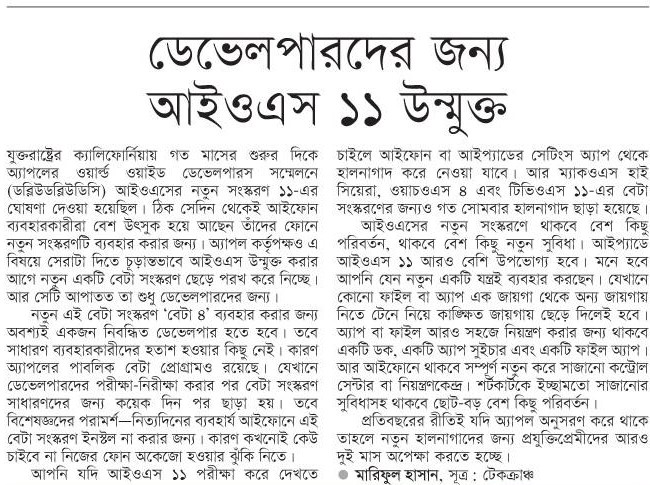 ডেভেলপারদের জন্য
আইওএস ১১ উন্মুক্ত
যুক্তরাষ্ট্রের ক্যালিফোর্নিয়ায় গত মাসের শুরুর দিকে
অ্যাপলের ওয়ার্ল্ড ওয়াইড ডেভেলপারস সম্মেলনে
(ডব্লিউডব্লিউডিসি) আইওএসের নতুন সংস্করণ ১১-এর
ঘোষণা দেওয়া হয়েছিল। ঠিক সেদিন থেকেই আইফোন
ব্যবহারকারীরা বেশ উৎসুক হয়ে আছেন তাঁদের ফোনে
নতুন সংস্করণটি ব্যবহার করার জন্য। অ্যাপল কর্তৃপক্ষও এ
বিষয়ে সেরাটা দিতে চূড়ান্তভাবে আইওএস উন্মুক্ত করার
আগে নতুন একটি বেটা সংস্করণ ছেড়ে পরখ করে নিচ্ছে।
আর সেটি আপাতত তা শুধু ডেভেলপারদের জন্য।
নতুন এই বেটা সংস্করণ ‘বেটা ৪’ ব্যবহার করার জন্য
অবশ্যই একজন নিবন্ধিত ডেভেলপার হতে হবে। তবে
সাধারণ ব্যবহারকারীদের হতাশ হওয়ার কিছু নেই। কারণ
অ্যাপলের পাবলিক বেটা প্রোগ্রামও রয়েছে। যেখানে
ডেভেলপারদের পরীক্ষা-নিরীক্ষা করার পর বেটা সংস্করণ
সাধারণদের জন্য কয়েক দিন পর ছাড়া হয়। তবে
বিশেষজ্ঞদের পরামর্শ—নিত্যদিনের ব্যবহার্য আইফোনে এই
বেটা সংস্করণ ইনস্টল না করার জন্য। কারণ কখনোই কেউ
চাইবে না নিজের ফোন অকেজো হওয়ার ঝুঁকি নিতে।
আপনি যদি আইওএস ১১ পরীক্ষা করে দেখতে
চাইলে আইফোন বা আইপ্যাডের সেটিংস অ্যাপ থেকে
হালনাগাদ করে নেওয়া যাবে। আর ম্যাকওএস হাই
সিয়েরা, ওয়াচওএস ৪ এবং টিভিওএস ১১-এর বেটা
সংস্করণের জন্যও গত সোমবার হালনাগাদ ছাড়া হয়েছে।
আইওএসের নতুন সংস্করণে থাকবে বেশ কিছু
পরিবর্তন, থাকবে বেশ কিছু নতুন সুবিধা। আইপ্যাডে
আইওএস ১১ আরও বেশি উপভোগ্য হবে। মনে হবে
আপনি যেন নতুন একটি যন্ত্রই ব্যবহার করছেন। যেখানে
কোনো ফাইল বা অ্যাপ এক জায়গা থেকে অন্য জায়গায়
নিতে টেনে নিয়ে কাঙ্ক্ষিত জায়গায় ছেড়ে দিলেই হবে।
অ্যাপ বা ফাইল আরও সহজে নিয়ন্ত্রণ করার জন্য থাকবে
একটি ডক, একটি অ্যাপ সুইচার এবং একটি ফাইল অ্যাপ।
আর আইফোনে থাকবে সম্পূর্ণ নতুন করে সাজানো কন্ট্রোল
সেন্টার বা নিয়ন্ত্রণকেন্দ্র। শর্টকার্টকে ইচ্ছামতো সাজানোর
সুবিধাসহ থাকবে ছোট-বড় বেশ কিছু পরিবর্তন।
প্রতিবছরের রীতিই যদি অ্যাপল অনুসরণ করে থাকে
তাহলে নতুন হালনাগাদের জন্য প্রযুক্তিপ্রেমীদের আরও
দুই মাস অপেক্ষা করতে হচ্ছে।
● মারিফুল হাসান, সূত্র : টেকক্রাঞ্চ